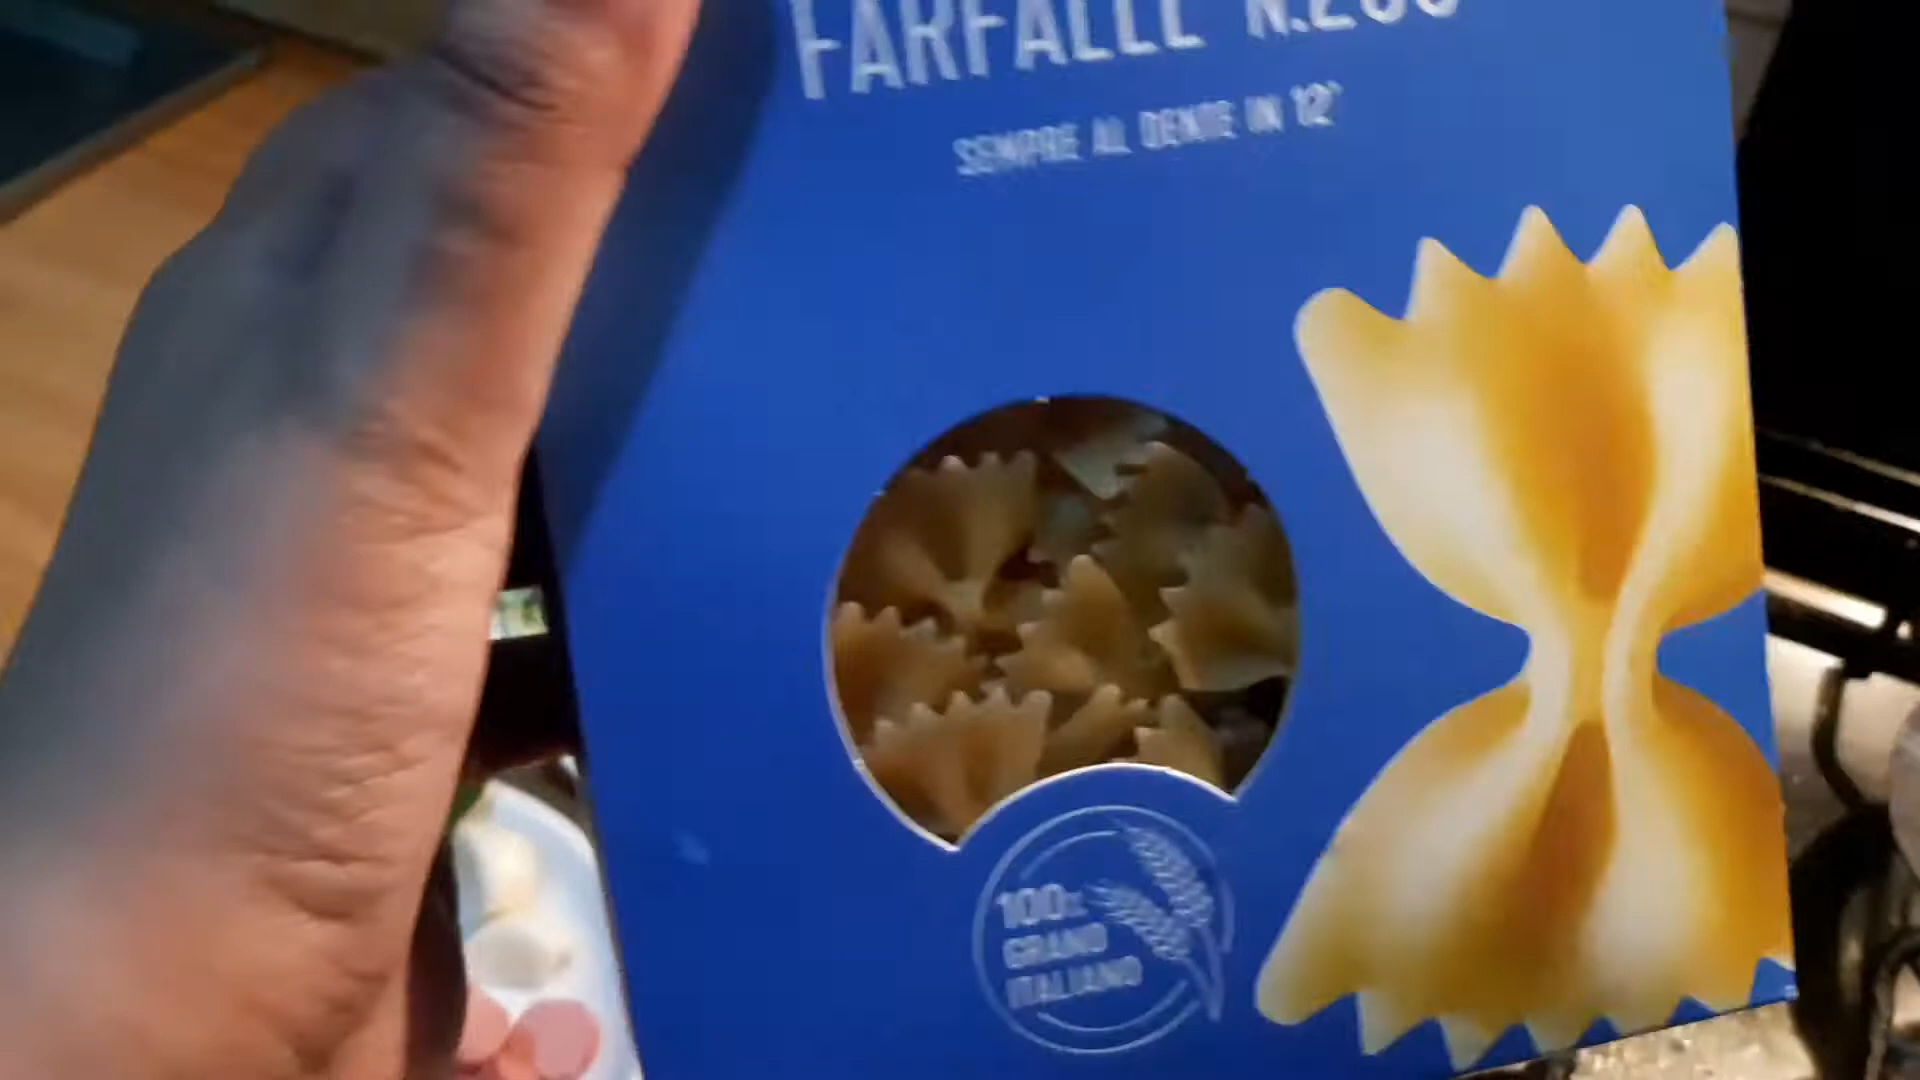 FARFALLE N.
SEMPRE AL DENTE IN 12'
100%
GRANO
ITALIANO